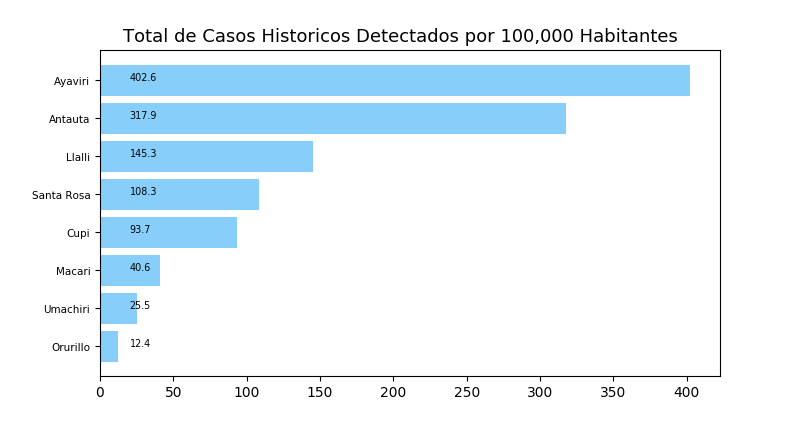 Total de Casos Historicos Detectados por 100,000 Habitantes
Ayaviri 402.6
Antauta 317.9
Llalli 145.3
Santa Rosa 108.3
Cupi 93.7
Macari 40.6
Umachiri 25.5
Orurillo 12.4
0 50 100 150 200 250 300 350 400